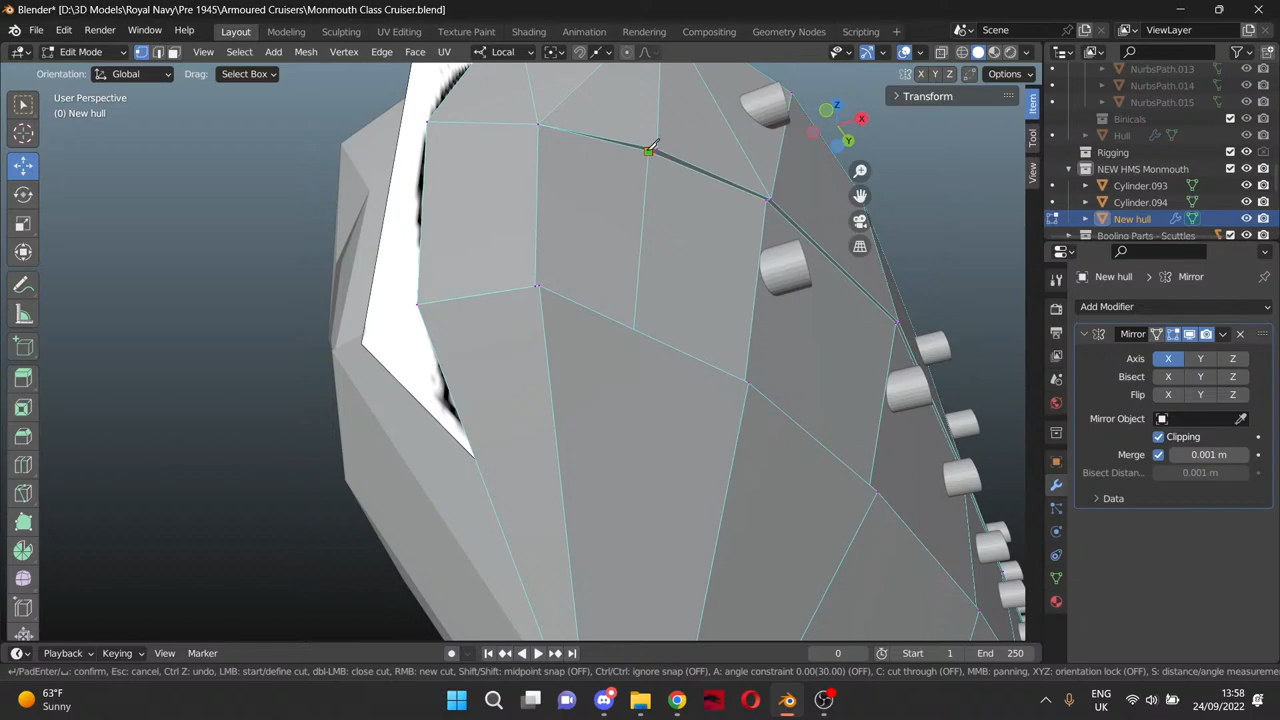 Blender* [D:\3D Models\Royal Navy\Pre 1945\Armoured Cruisers\Monmouth Class Cruiser.blend]
File Edit Render Window Help Layout Modeling Sculpting UV Editing Texture Paint Shading Animation Rendering Compositing Geometry Nodes Scripting Scene ViewLayer
Edit Mode View Select Add Mesh Vertex Edge Face UV Local
Orientation: Global Drag: Select Box X Y Z Options
User Perspective
(0) New hull
Transform
Item
Tool
View
X
Y
Z
NurbsPath.013
NurbsPath.014
NurbsPath.015
Binicals
Hull
Rigging
NEW HMS Monmouth
Cylinder.093
Cylinder.094
New hull
Booling Parts - Scuttles
New hull Mirror
Add Modifier
Mirror
Axis X Y Z
Bisect X Y Z
Flip X Y Z
Mirror Object
Clipping
Merge 0.001 m
Bisect Distan... 0.001 m
Data
Playback Keying View Marker 0 Start 1 End 250
/PadEnter/↵: confirm, Esc: cancel, Ctrl Z: undo, LMB: start/define cut, dbl-LMB: close cut, RMB: new cut, Shift/Shift: midpoint snap (OFF), Ctrl/Ctrl: ignore snap (OFF), A: angle constraint 0.00(30.00) (OFF), C: cut through (OFF), MMB: panning, XYZ: orientation lock (OFF), S: distance/angle measurem
63°F
Sunny
ENG
UK
13:58
24/09/2022